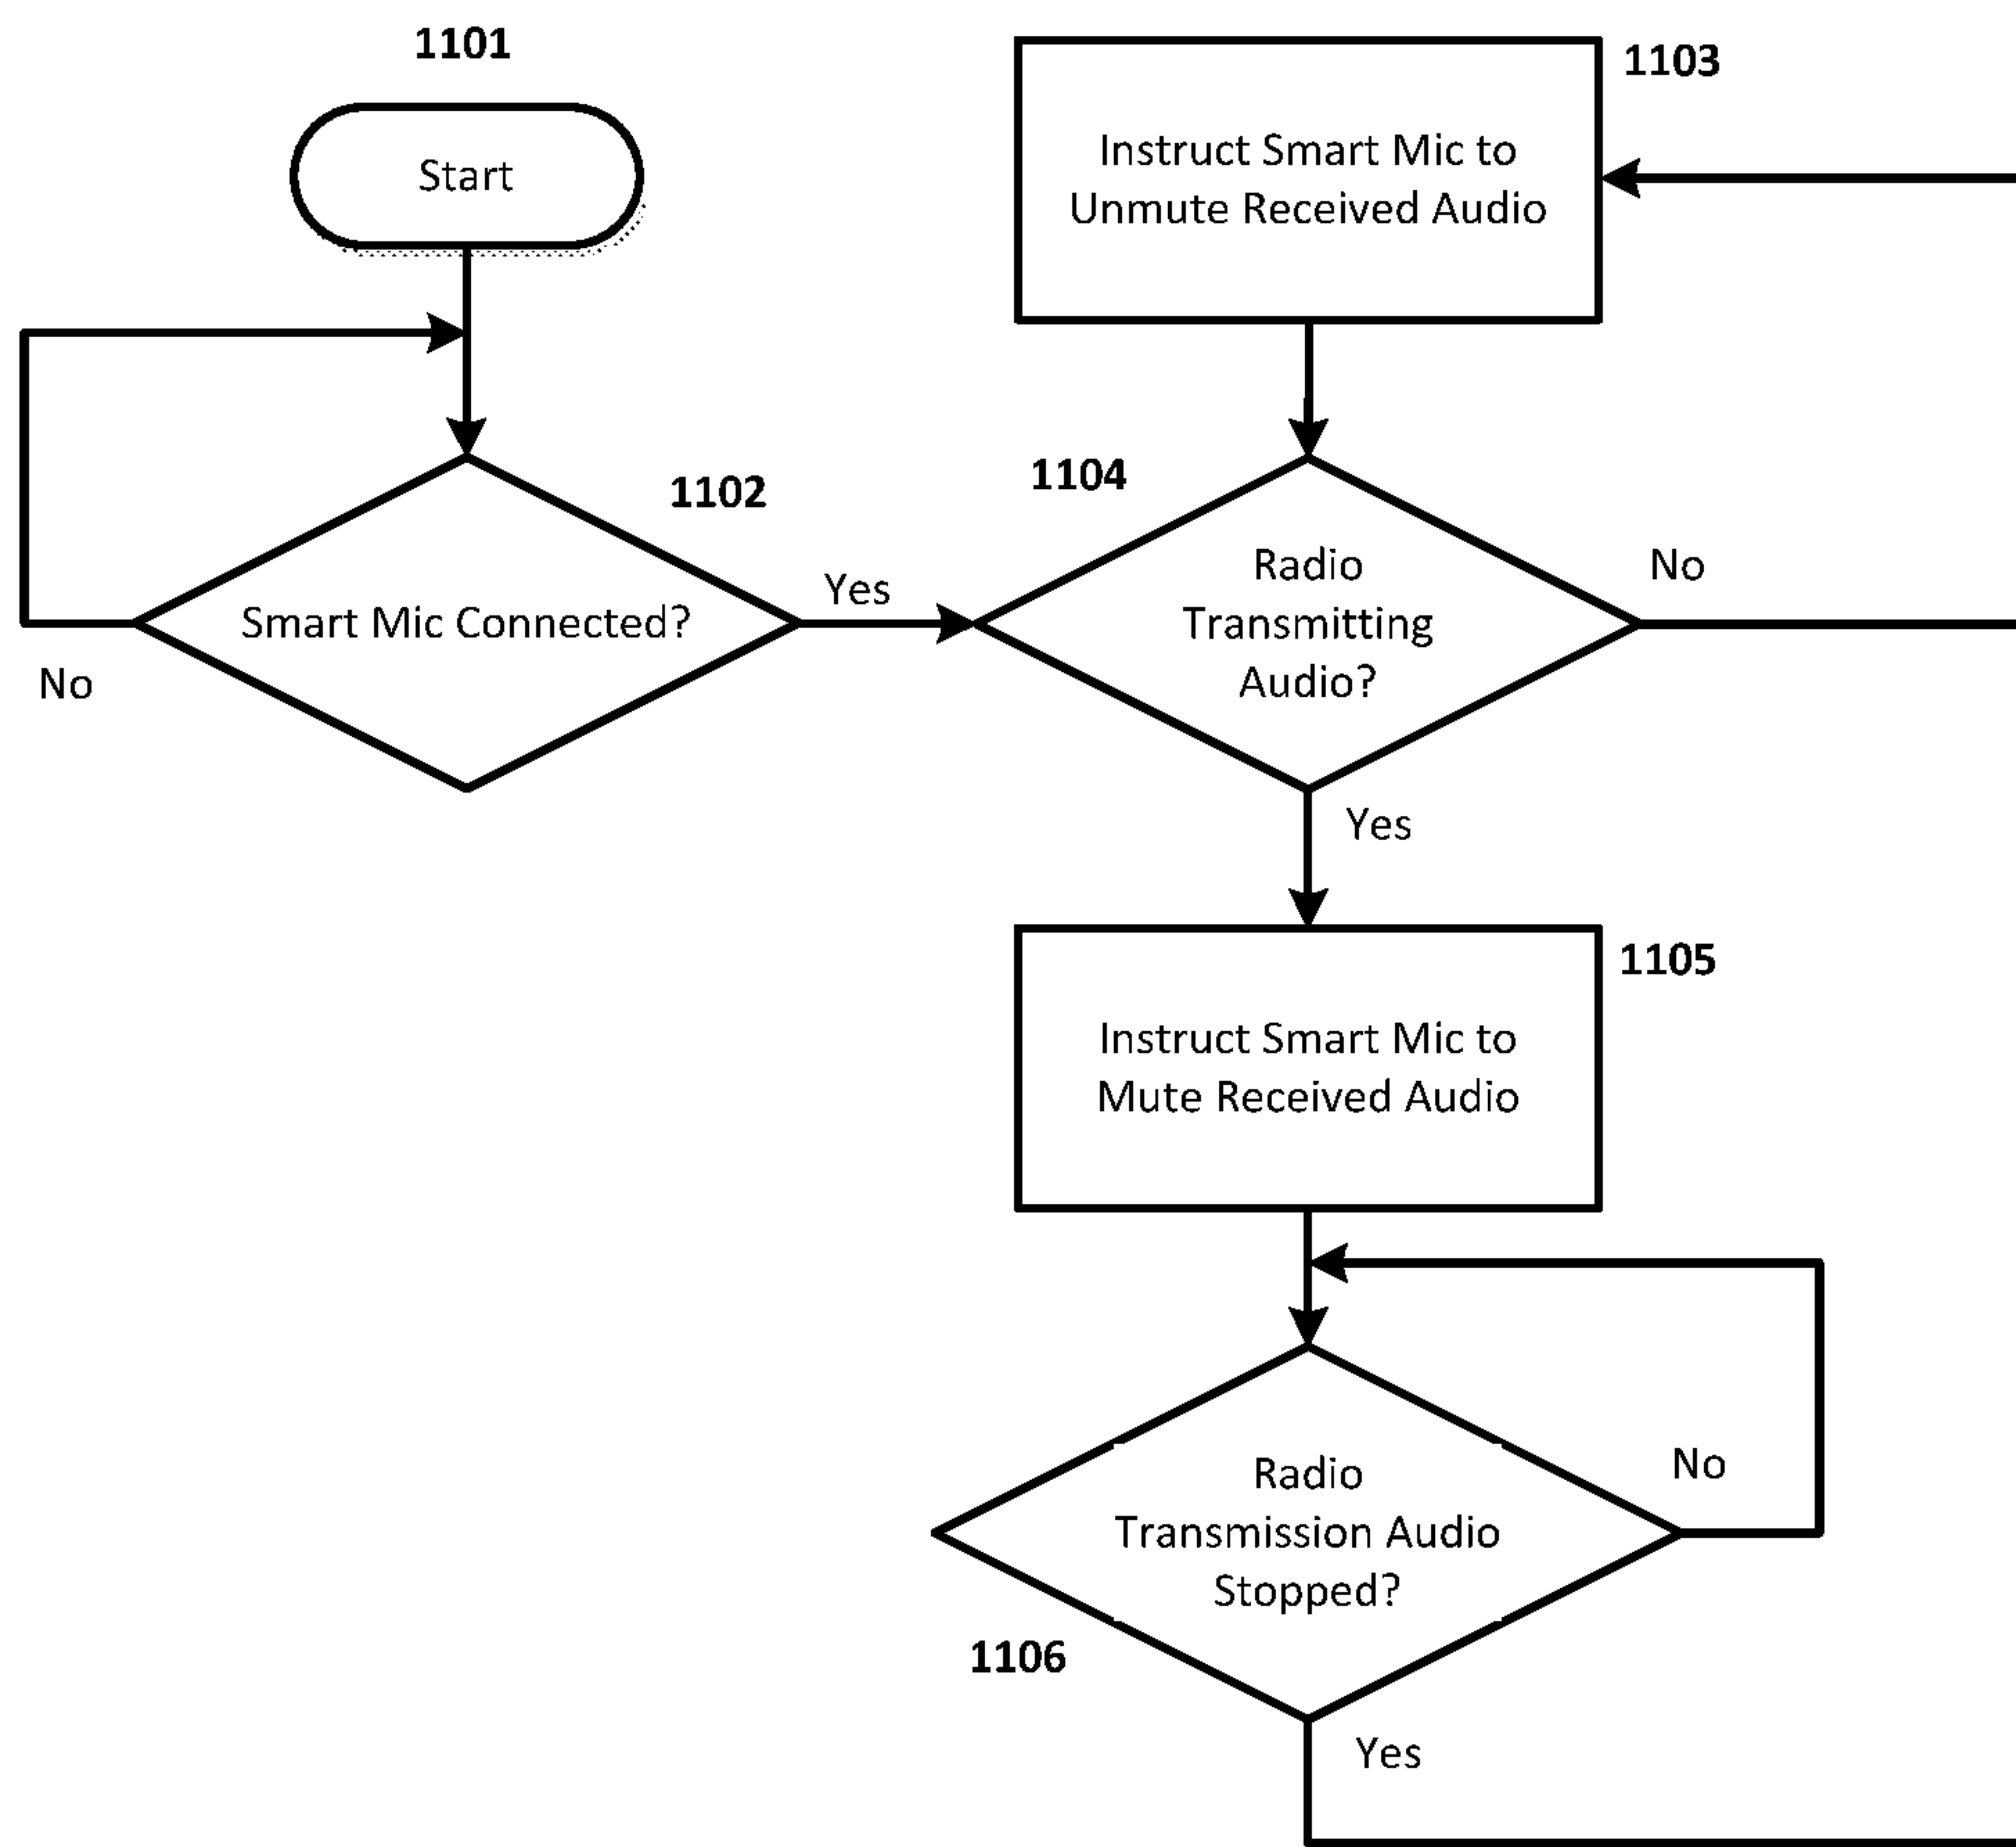 1101
Start
1102
Smart Mic Connected?
No
Yes
1103
Instruct Smart Mic to
Unmute Received Audio
1104
Radio
Transmitting
Audio?
No
Yes
1105
Instruct Smart Mic to
Mute Received Audio
Radio
Transmission Audio
Stopped?
No
1106
Yes